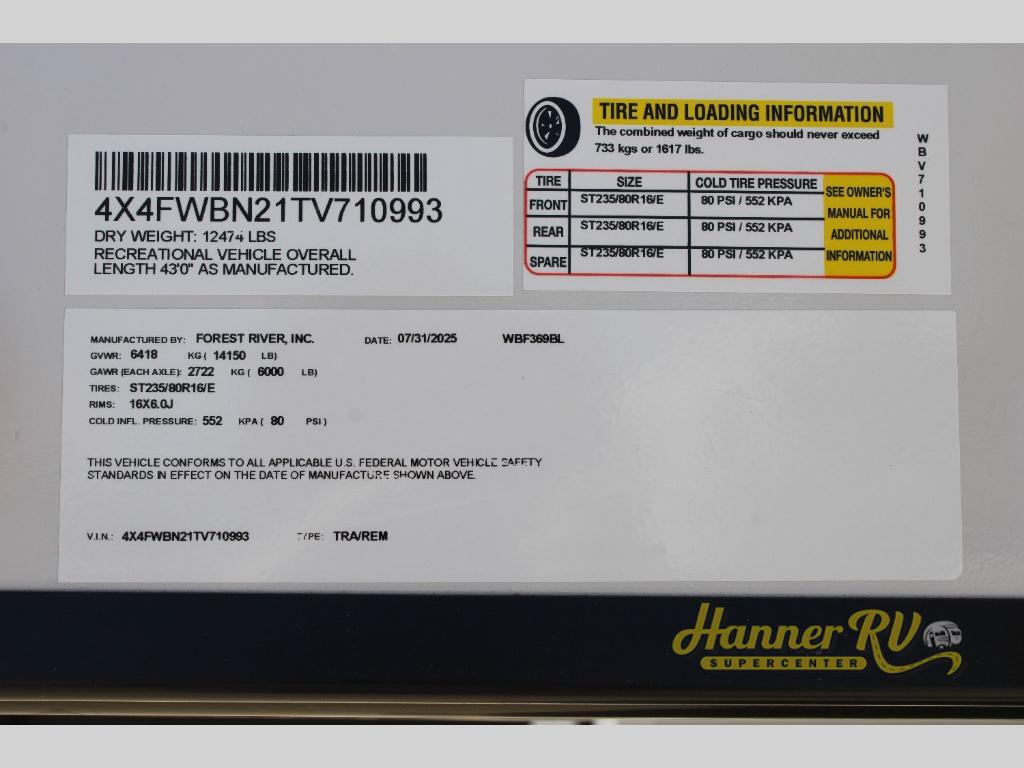 4X4FWBN21TV710993
DRY WEIGHT: 12474 LBS
RECREATIONAL VEHICLE OVERALL
LENGTH 43'0" AS MANUFACTURED.
TIRE AND LOADING INFORMATION
The combined weight of cargo should never exceed
733 kgs or 1617 lbs.
TIRE SIZE COLD TIRE PRESSURE
FRONT ST235/80R16/E 80 PSI / 552 KPA
REAR ST235/80R16/E 80 PSI / 552 KPA
SPARE ST235/80R16/E 80 PSI / 552 KPA
SEE OWNER'S
MANUAL FOR
ADDITIONAL
INFORMATION
WBV710993
MANUFACTURED BY: FOREST RIVER, INC. DATE: 07/31/2025 WBF369BL
GVWR: 6418 KG ( 14150 LB)
GAWR (EACH AXLE): 2722 KG ( 6000 LB)
TIRES: ST235/80R16/E
RIMS: 16X6.0J
COLD INFL. PRESSURE: 552 KPA ( 80 PSI )
THIS VEHICLE CONFORMS TO ALL APPLICABLE U.S. FEDERAL MOTOR VEHICLE SAFETY
STANDARDS IN EFFECT ON THE DATE OF MANUFACTURE SHOWN ABOVE.
V.I.N.: 4X4FWBN21TV710993 TYPE: TRA/REM
Hanner RV
SUPERCENTER